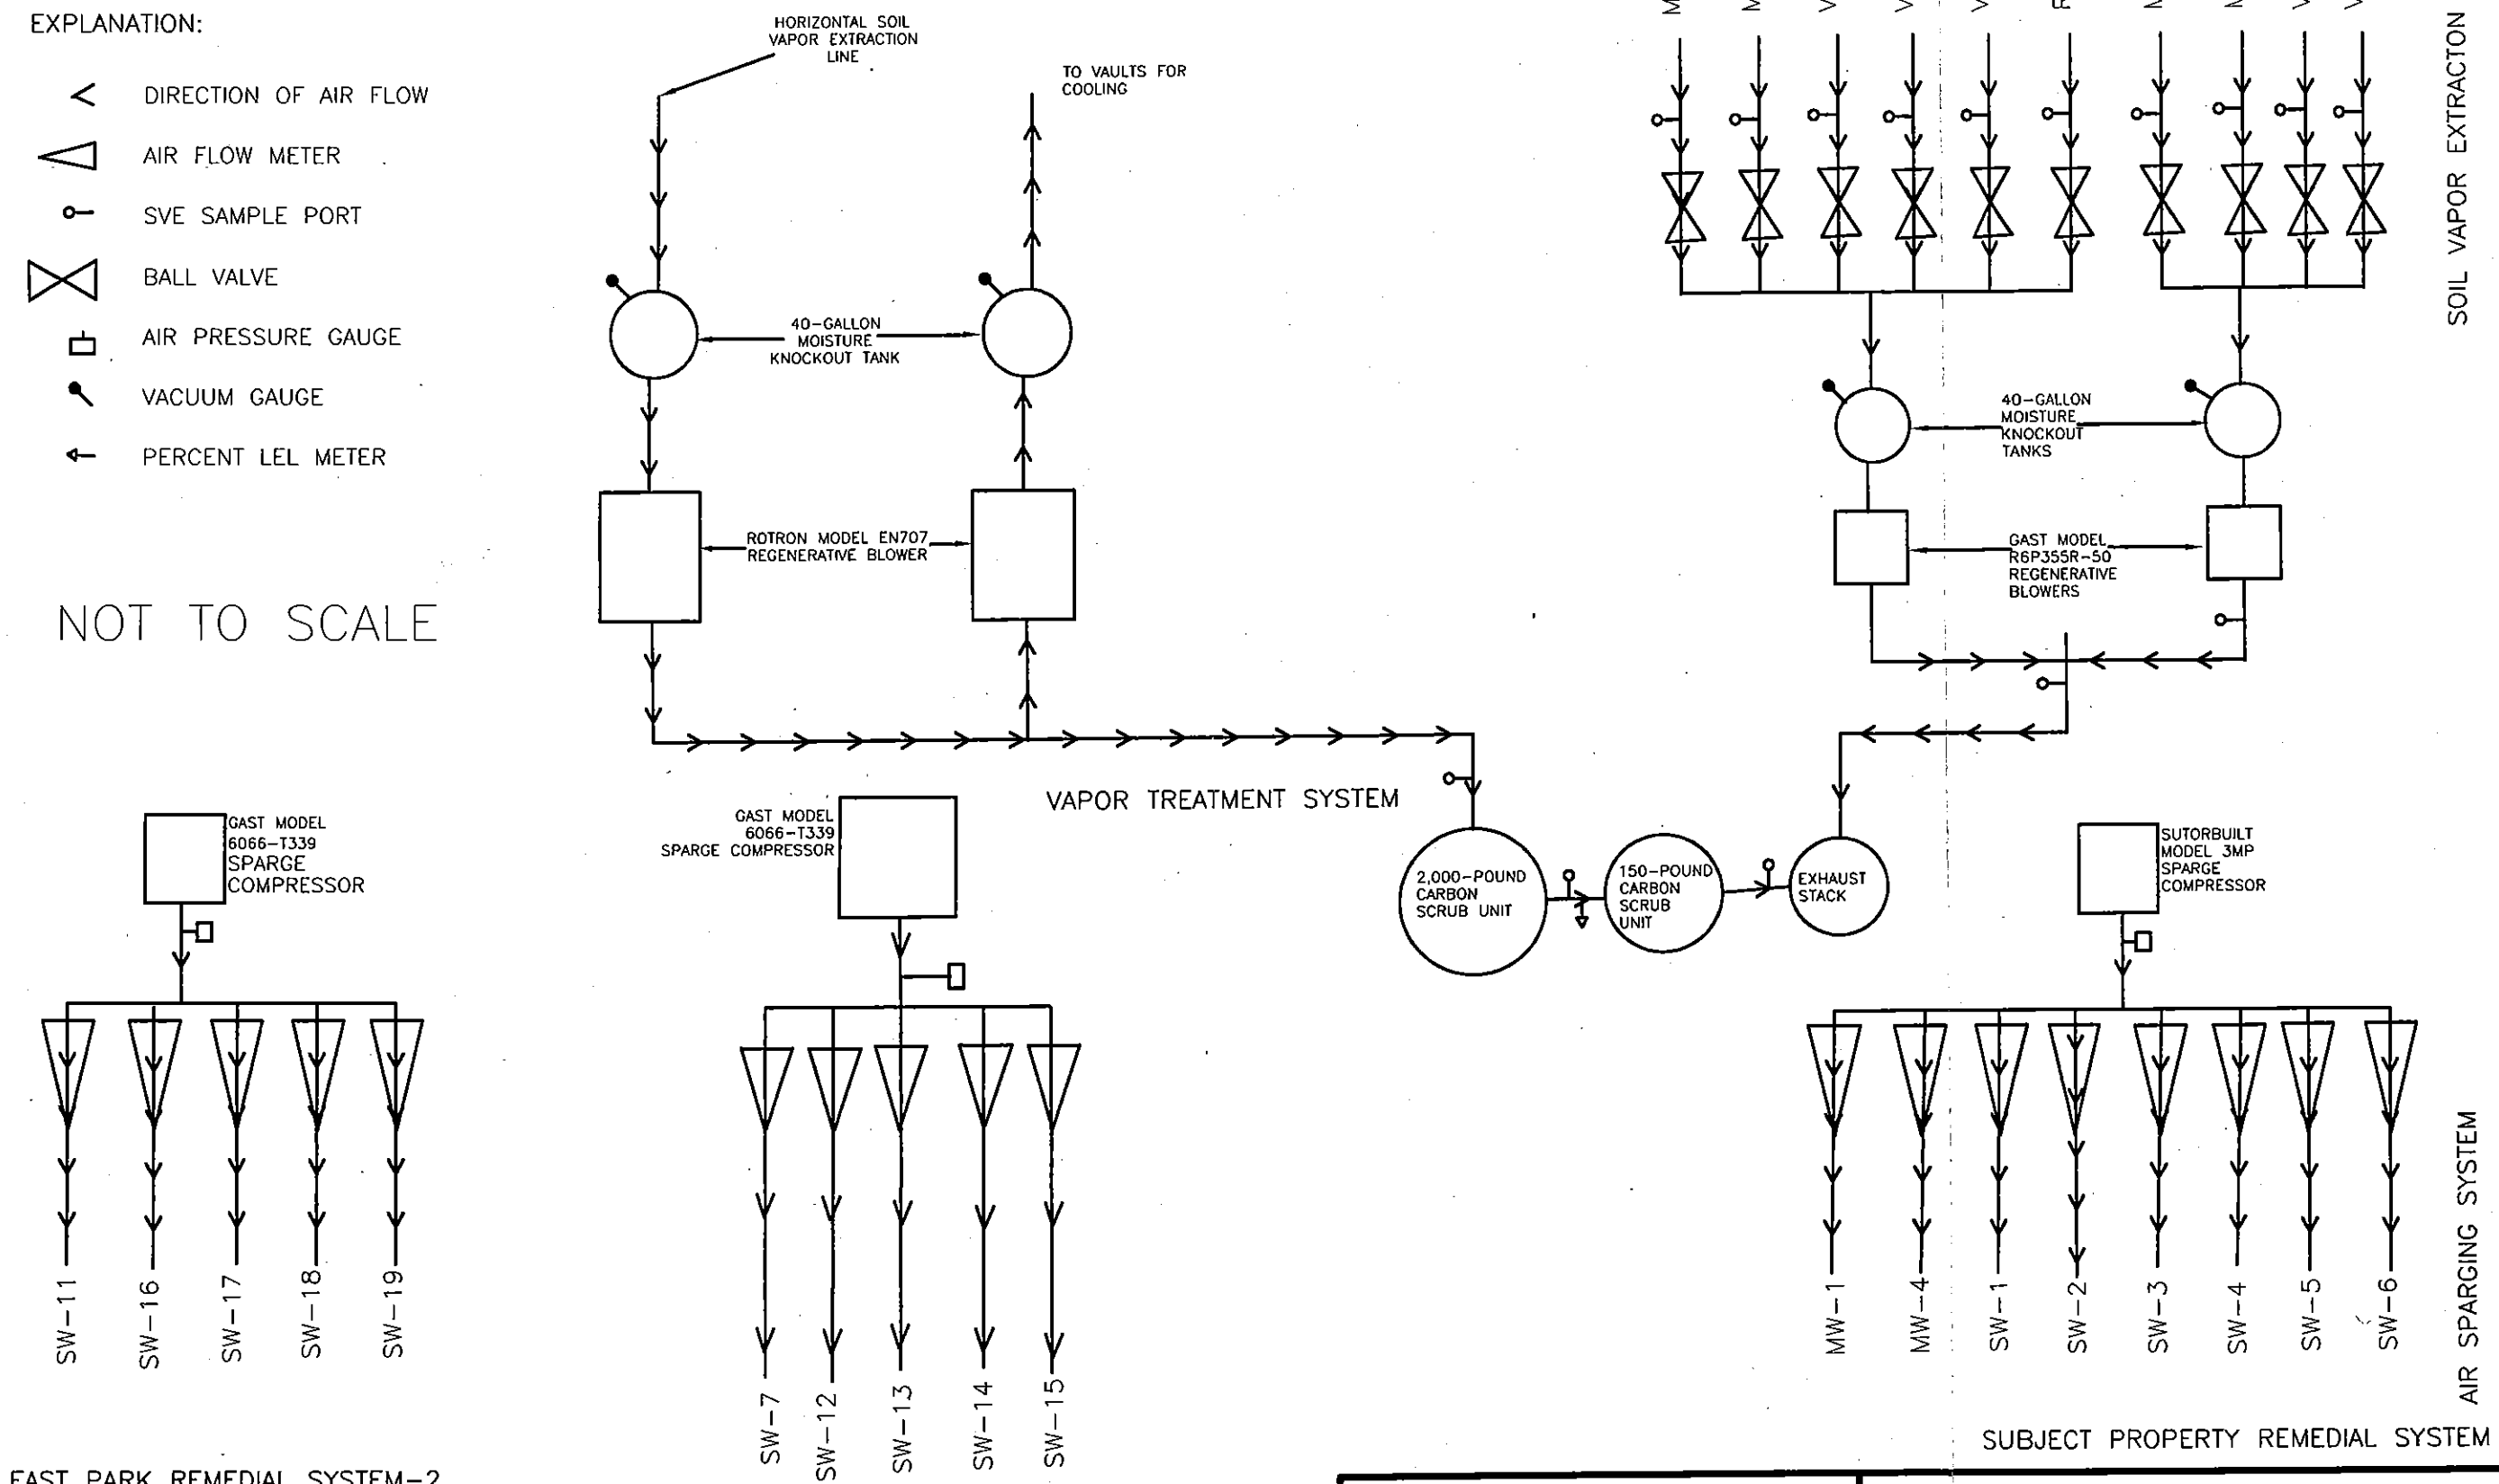 EXPLANATION:
DIRECTION OF AIR FLOW
AIR FLOW METER
SVE SAMPLE PORT
BALL VALVE
AIR PRESSURE GAUGE
VACUUM GAUGE
PERCENT LEL METER
NOT TO SCALE
HORIZONTAL SOIL
VAPOR EXTRACTION
LINE
TO VAULTS FOR
COOLING
40-GALLON
MOISTURE
KNOCKOUT TANK
ROTRON MODEL EN707
REGENERATIVE BLOWER
SOIL VAPOR EXTRACTON
40-GALLON
MOISTURE
KNOCKOUT
TANKS
GAST MODEL
R6P355R-50
REGENERATIVE
BLOWERS
VAPOR TREATMENT SYSTEM
2,000-POUND
CARBON
SCRUB UNIT
150-POUND
CARBON
SCRUB
UNIT
EXHAUST
STACK
GAST MODEL
6066-T339
SPARGE
COMPRESSOR
SW-11
SW-16
SW-17
SW-18
SW-19
GAST MODEL
6066-T339
SPARGE COMPRESSOR
SW-7
SW-12
SW-13
SW-14
SW-15
SUTORBUILT
MODEL 3MP
SPARGE
COMPRESSOR
MW-1
MW-4
SW-1
SW-2
SW-3
SW-4
SW-5
SW-6
AIR SPARGING SYSTEM
SUBJECT PROPERTY REMEDIAL SYSTEM
EAST PARK REMEDIAL SYSTEM-2